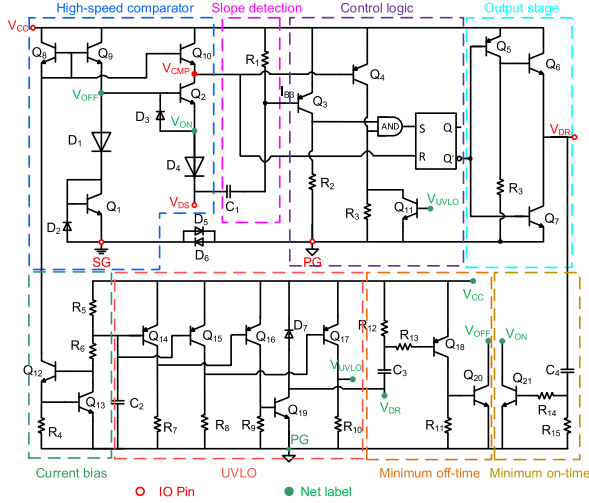 High-speed comparator Slope detection Control logic Output stage
VCC
Q8 Q9 Q10 R1 Q5
VCMP Q4 Q6
VOFF Q2 IB3 Q3
D3 VON AND S Q VDR
D1 D4 R Q'
R2 R3
Q1 C1 R3 Q11 VUVLO Q7
D2 VDS D5
SG D6 PG
VCC
R5 D7 R12 VOFF VON
Q14 Q15 Q16 Q17 R13
R6 Q18
Q12 VUVLO C3 Q20 Q21 C4
Q13 C2 Q19 VDR R14
R4 R7 R8 R9 R10 R11 R15
PG
Current bias UVLO Minimum off-time Minimum on-time
IO Pin Net label